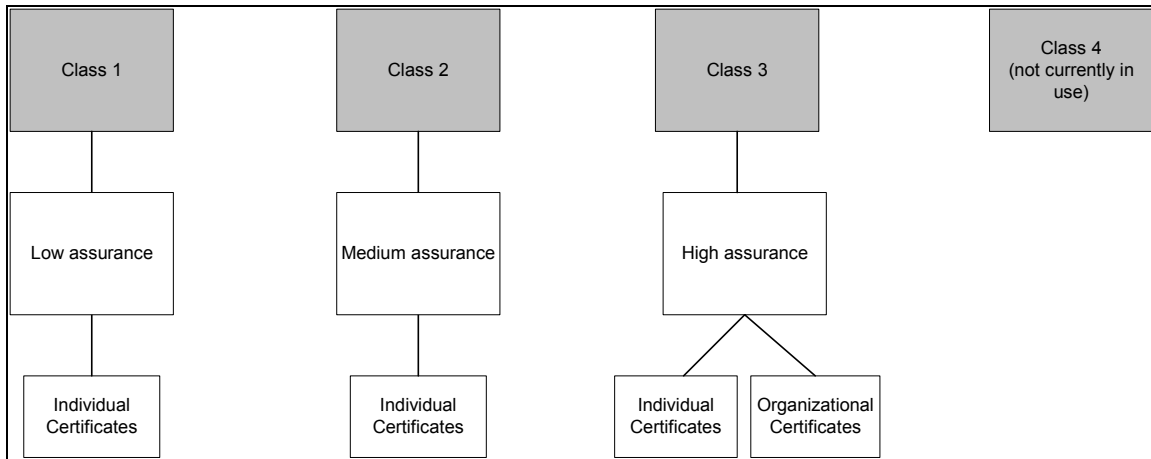 Class 1
Class 2
Class 3
Class 4
(not currently in
use)
Low assurance
Medium assurance
High assurance
Individual
Certificates
Individual
Certificates
Individual
Certificates
Organizational
Certificates